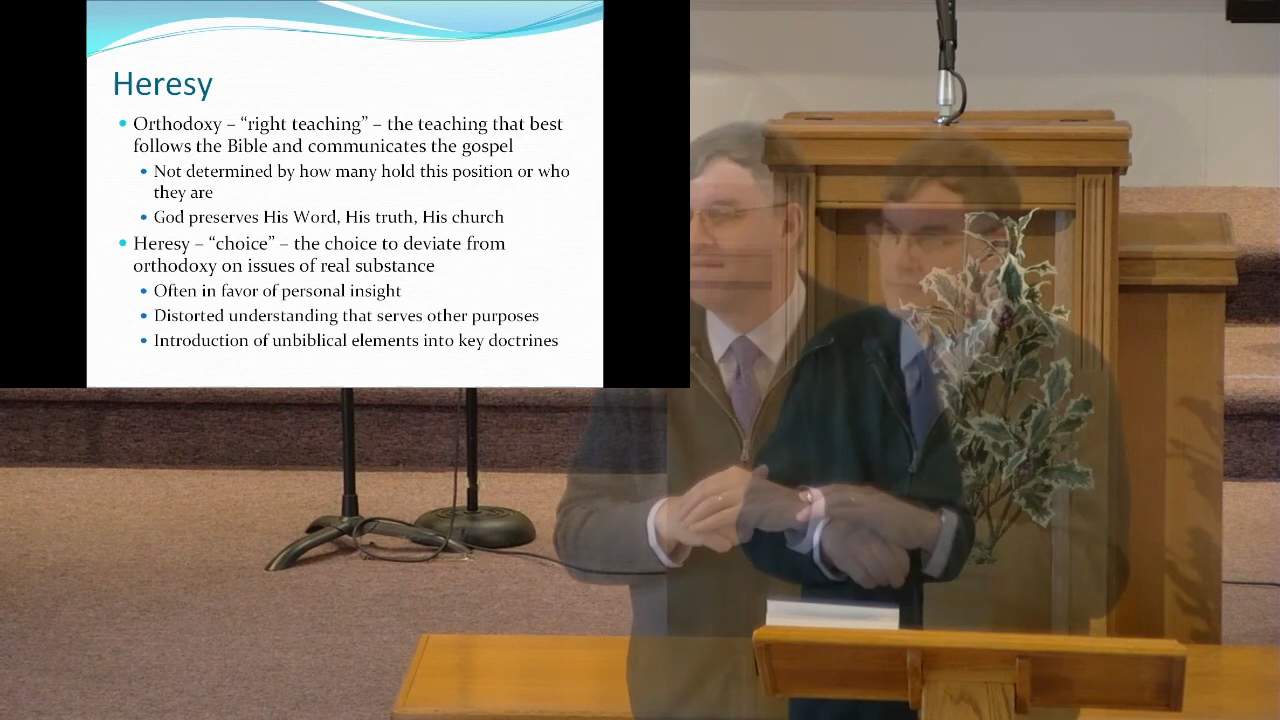 Heresy
Orthodoxy – “right teaching” – the teaching that best
follows the Bible and communicates the gospel
Not determined by how many hold this position or who
they are
God preserves His Word, His truth, His church
Heresy – “choice” – the choice to deviate from
orthodoxy on issues of real substance
Often in favor of personal insight
Distorted understanding that serves other purposes
Introduction of unbiblical elements into key doctrines